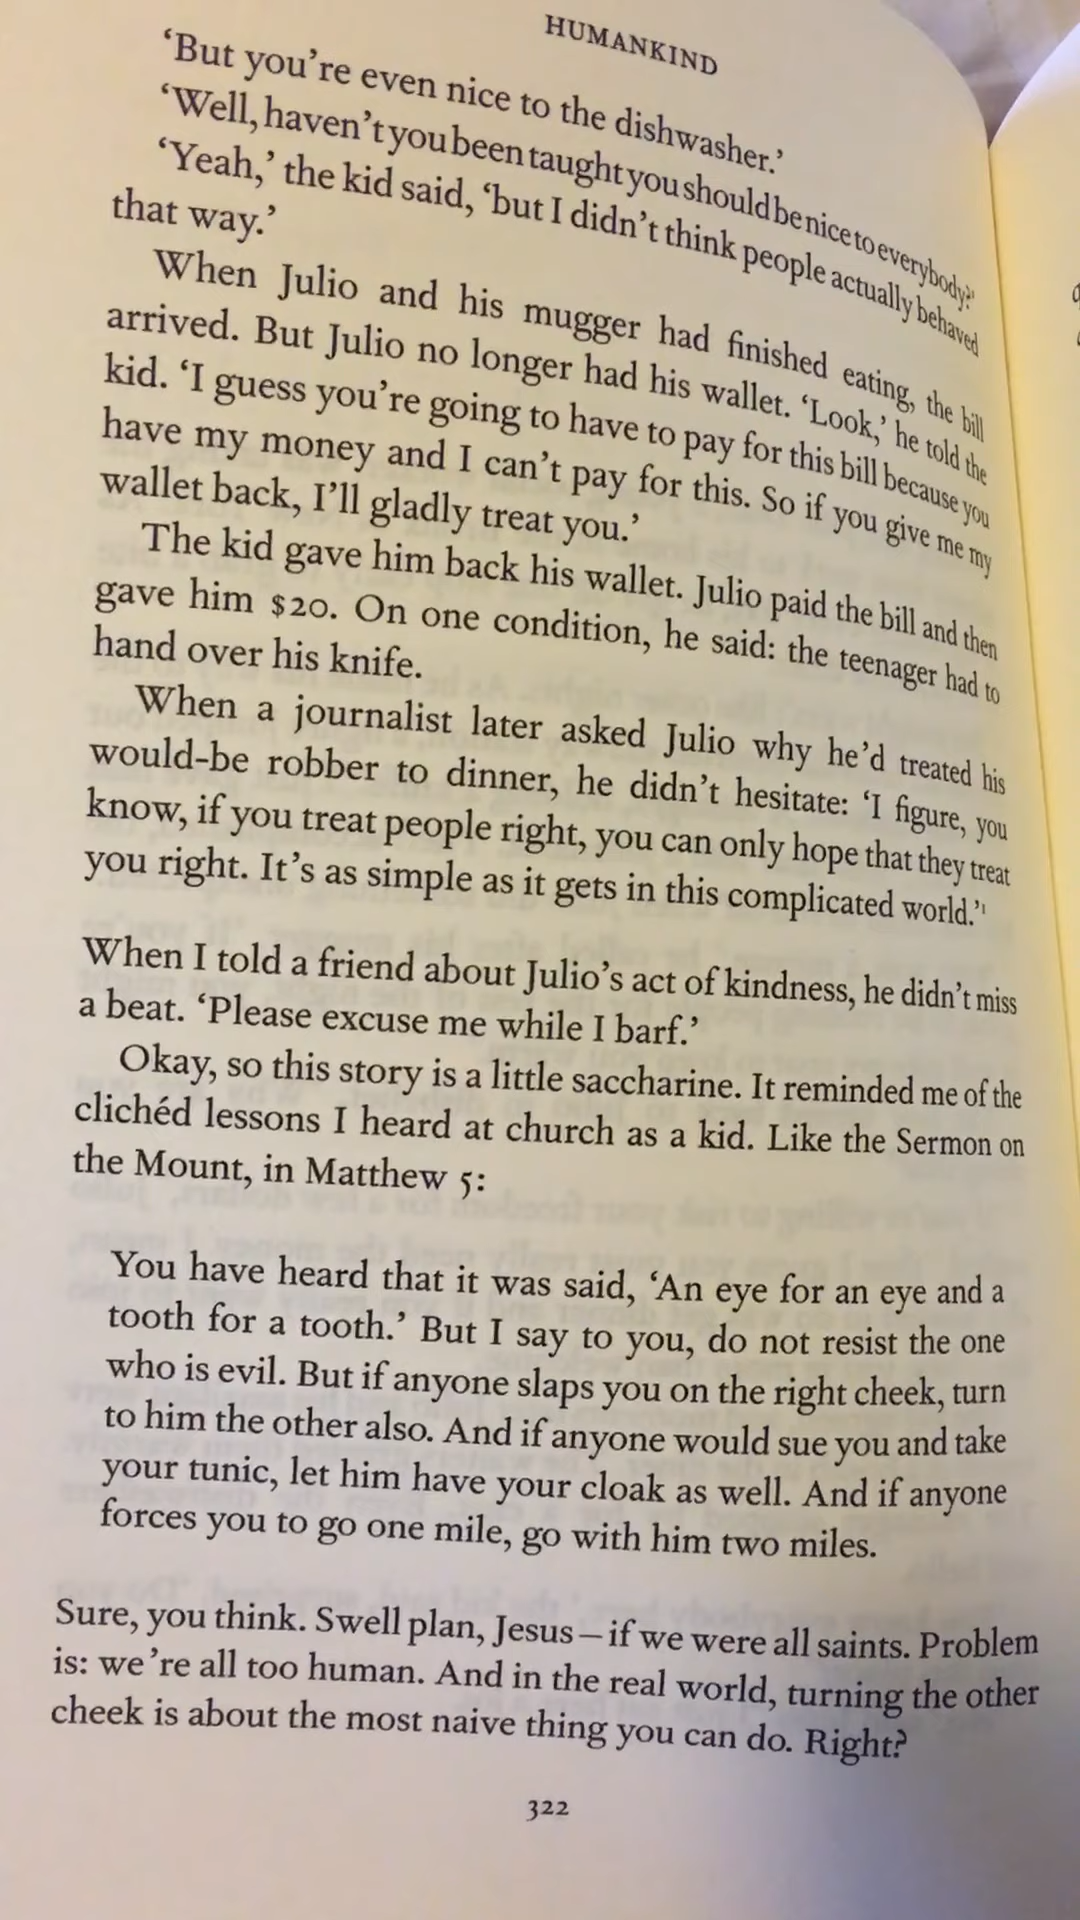 HUMANKIND
‘But you’re even nice to the dishwasher.’
‘Well, haven’t you been taught you should be nice to everybody?’
‘Yeah,’ the kid said, ‘but I didn’t think people actually behaved
that way.’
When Julio and his mugger had finished eating, the bill
arrived. But Julio no longer had his wallet. ‘Look,’ he told the
kid. ‘I guess you’re going to have to pay for this bill because you
have my money and I can’t pay for this. So if you give me my
wallet back, I’ll gladly treat you.’
The kid gave him back his wallet. Julio paid the bill and then
gave him $20. On one condition, he said: the teenager had to
hand over his knife.
When a journalist later asked Julio why he’d treated his
would-be robber to dinner, he didn’t hesitate: ‘I figure, you
know, if you treat people right, you can only hope that they treat
you right. It’s as simple as it gets in this complicated world.’¹
When I told a friend about Julio’s act of kindness, he didn’t miss
a beat. ‘Please excuse me while I barf.’
Okay, so this story is a little saccharine. It reminded me of the
clichéd lessons I heard at church as a kid. Like the Sermon on
the Mount, in Matthew 5:
You have heard that it was said, ‘An eye for an eye and a
tooth for a tooth.’ But I say to you, do not resist the one
who is evil. But if anyone slaps you on the right cheek, turn
to him the other also. And if anyone would sue you and take
your tunic, let him have your cloak as well. And if anyone
forces you to go one mile, go with him two miles.
Sure, you think. Swell plan, Jesus – if we were all saints. Problem
is: we’re all too human. And in the real world, turning the other
cheek is about the most naive thing you can do. Right?
322